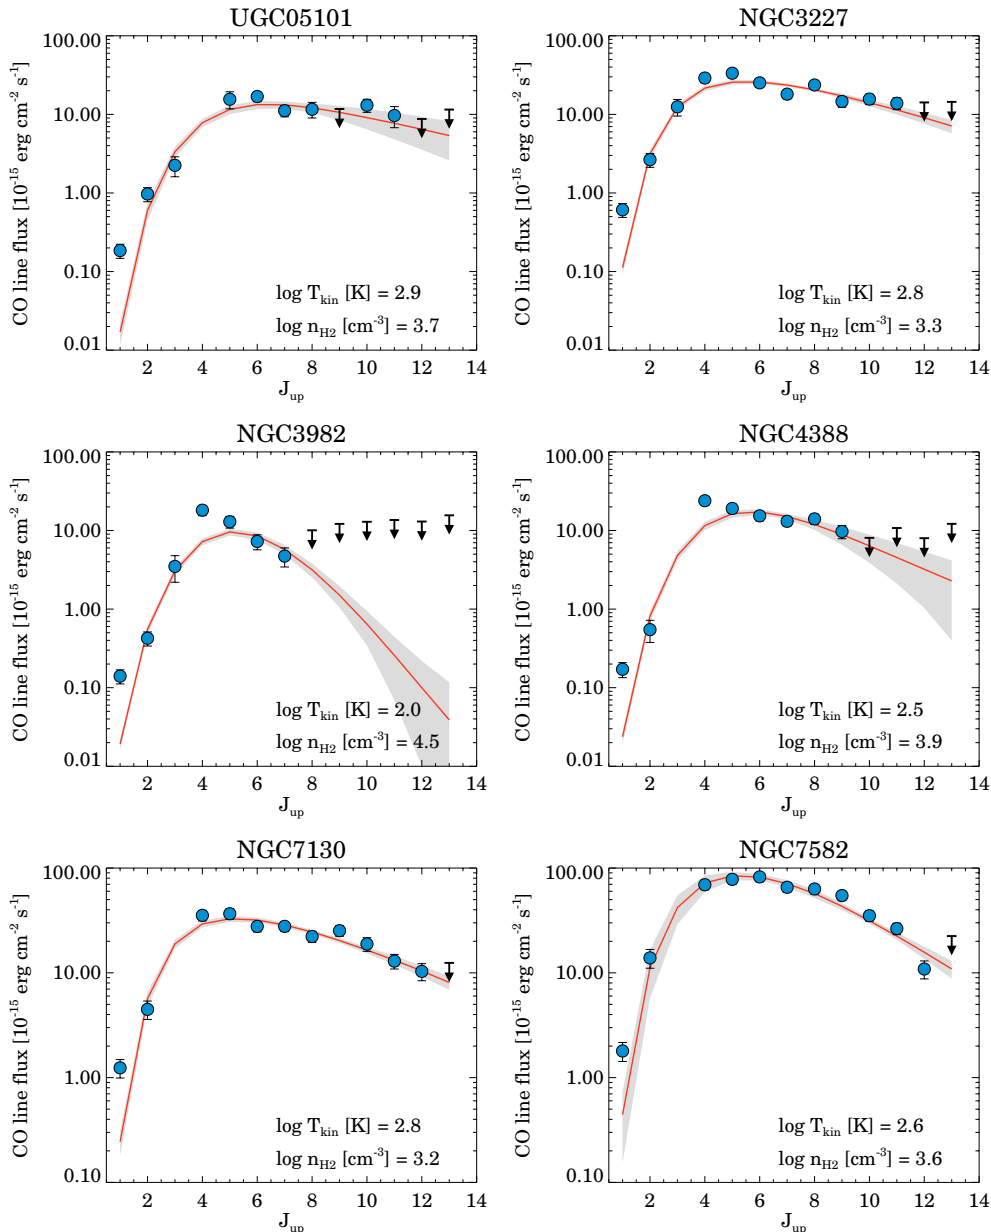 UGC05101
NGC3227
CO line flux [10⁻¹⁵ erg cm⁻² s⁻¹]
100.00
10.00
1.00
0.10
0.01
log T_kin [K] = 2.9
log n_H2 [cm⁻³] = 3.7
2 4 6 8 10 12 14
J_up
CO line flux [10⁻¹⁵ erg cm⁻² s⁻¹]
100.00
10.00
1.00
0.10
0.01
log T_kin [K] = 2.8
log n_H2 [cm⁻³] = 3.3
2 4 6 8 10 12 14
J_up
NGC3982
NGC4388
CO line flux [10⁻¹⁵ erg cm⁻² s⁻¹]
100.00
10.00
1.00
0.10
0.01
log T_kin [K] = 2.0
log n_H2 [cm⁻³] = 4.5
2 4 6 8 10 12 14
J_up
CO line flux [10⁻¹⁵ erg cm⁻² s⁻¹]
100.00
10.00
1.00
0.10
0.01
log T_kin [K] = 2.5
log n_H2 [cm⁻³] = 3.9
2 4 6 8 10 12 14
J_up
NGC7130
NGC7582
CO line flux [10⁻¹⁵ erg cm⁻² s⁻¹]
100.00
10.00
1.00
0.10
log T_kin [K] = 2.8
log n_H2 [cm⁻³] = 3.2
2 4 6 8 10 12 14
J_up
CO line flux [10⁻¹⁵ erg cm⁻² s⁻¹]
100.00
10.00
1.00
0.10
log T_kin [K] = 2.6
log n_H2 [cm⁻³] = 3.6
2 4 6 8 10 12 14
J_up